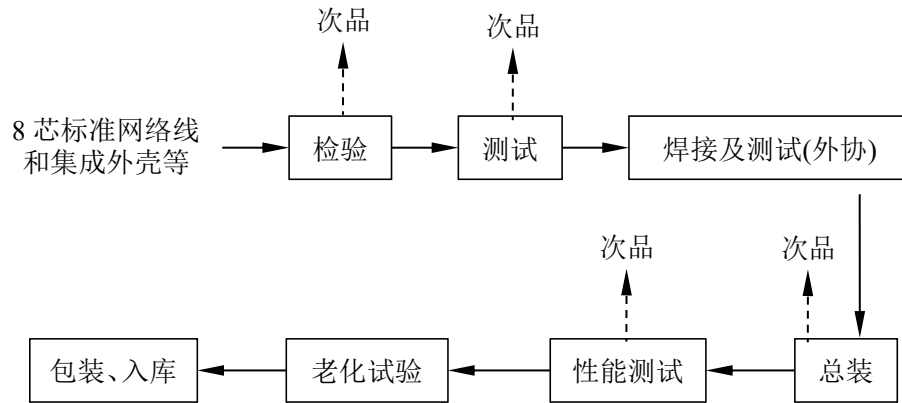 次品
次品
8 芯标准网络线
和集成外壳等
检验
测试
焊接及测试(外协)
次品
次品
包装、入库
老化试验
性能测试
总装